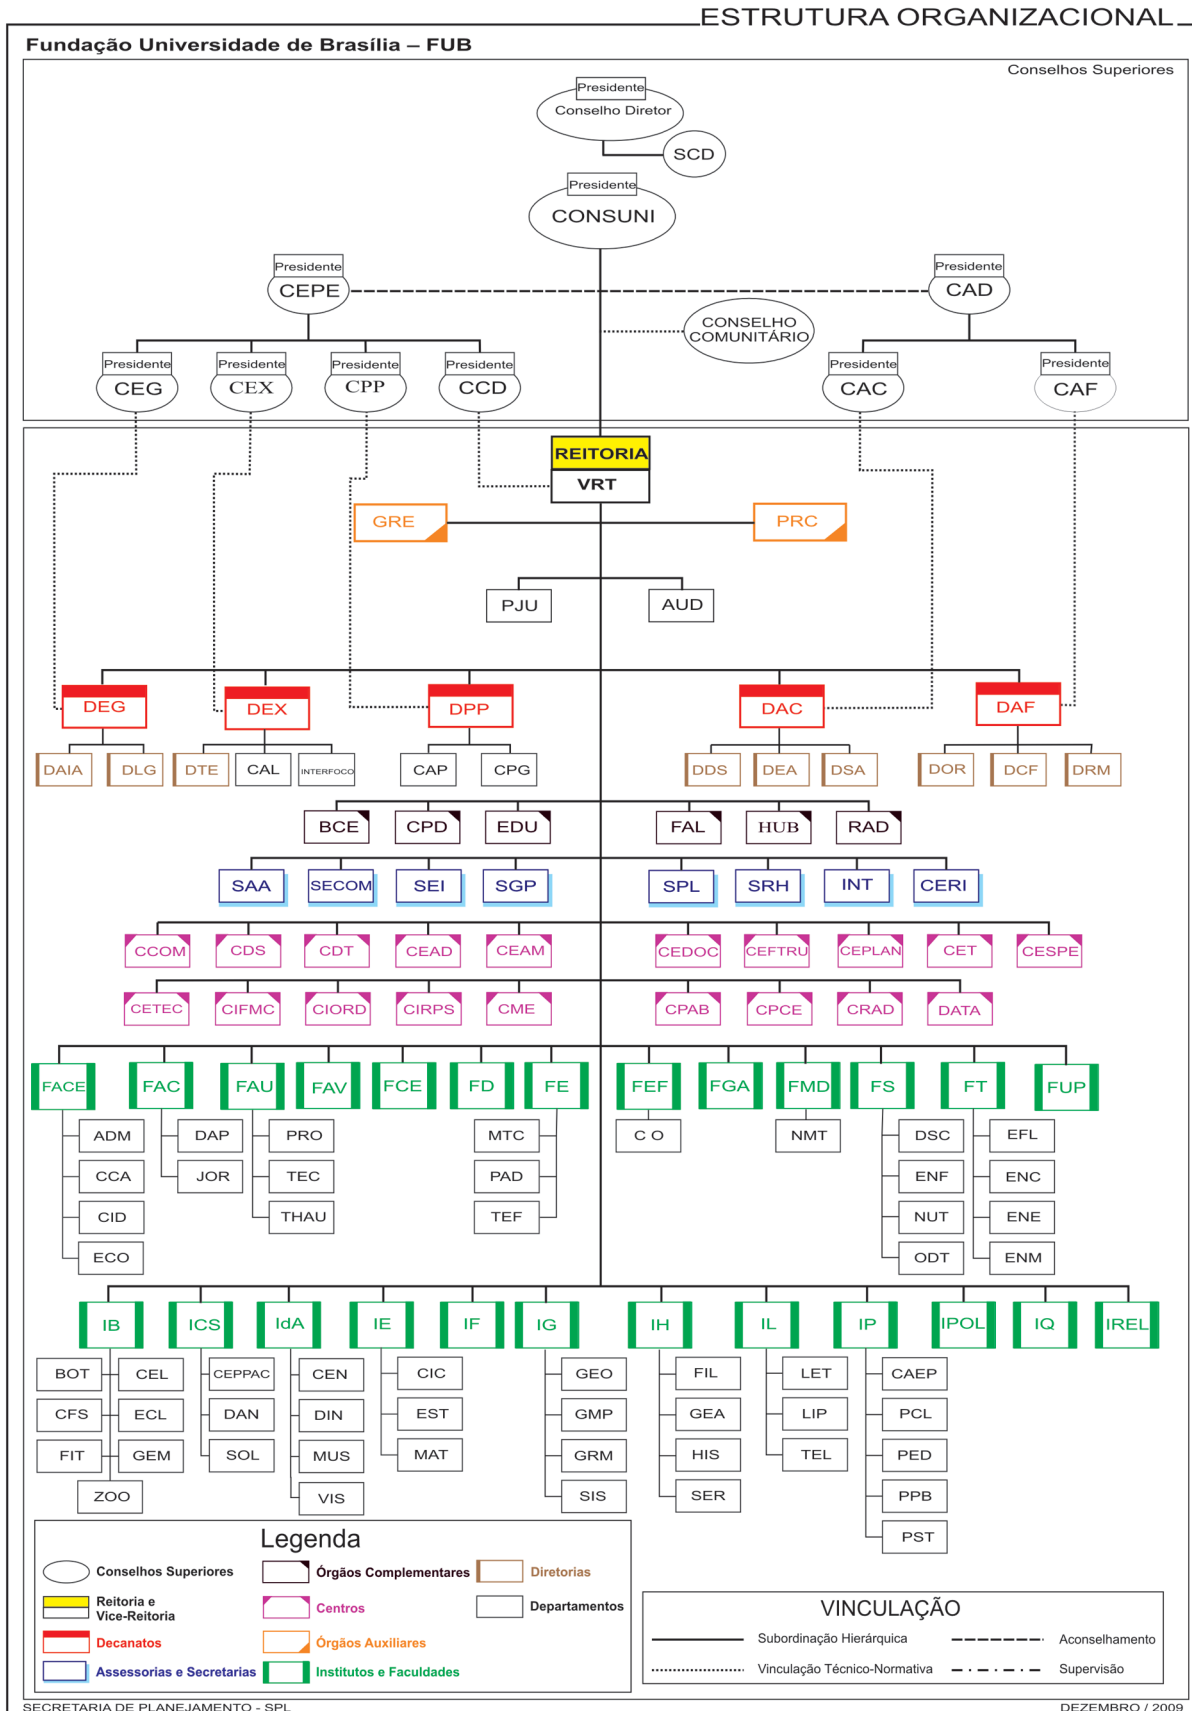 ESTRUTURA ORGANIZACIONAL
Fundação Universidade de Brasília – FUB
Conselhos Superiores
Presidente
Conselho Diretor
SCD
Presidente
CONSUNI
Presidente
CEPE
Presidente
CAD
CONSELHO
COMUNITÁRIO
Presidente
CEG
Presidente
CEX
Presidente
CPP
Presidente
CCD
Presidente
CAC
Presidente
CAF
REITORIA
VRT
GRE PRC
PJU AUD
DEG DEX DPP DAC DAF
DAIA DLG DTE CAL INTERFOCO CAP CPG DDS DEA DSA DOR DCF DRM
BCE CPD EDU FAL HUB RAD
SAA SECOM SEI SGP SPL SRH INT CERI
CCOM CDS CDT CEAD CEAM CEDOC CEFTRU CEPLAN CET CESPE
CETEC CIFMC CIORD CIRPS CME CPAB CPCE CRAD DATA
FACE FAC FAU FAV FCE FD FE FEF FGA FMD FS FT FUP
ADM DAP PRO MTC C O NMT DSC EFL
CCA JOR TEC PAD ENF ENC
CID THAU TEF NUT ENE
ECO ODT ENM
IB ICS IdA IE IF IG IH IL IP IPOL IQ IREL
BOT CEL CEPPAC CEN CIC GEO FIL LET CAEP
CFS ECL DAN DIN EST GMP GEA LIP PCL
FIT GEM SOL MUS MAT GRM HIS TEL PED
ZOO VIS SIS SER PPB
PST
Legenda
Conselhos Superiores
Órgãos Complementares
Diretorias
Reitoria e
Vice-Reitoria
Centros
Departamentos
Decanatos
Órgãos Auxiliares
Assessorias e Secretarias
Institutos e Faculdades
VINCULAÇÃO
Subordinação Hierárquica
Aconselhamento
Vinculação Técnico-Normativa
Supervisão
SECRETARIA DE PLANEJAMENTO - SPL
DEZEMBRO / 2009